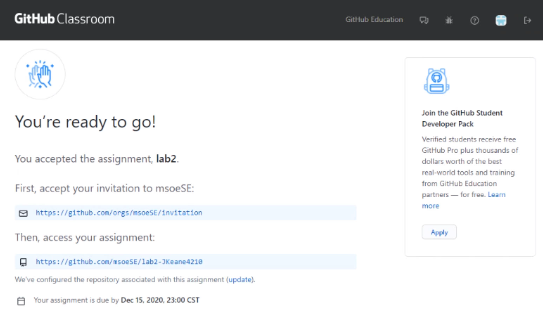 GitHub Classroom
GitHub Education
You're ready to go!
You accepted the assignment, lab2.
First, accept your invitation to msoeSE:
https://github.com/orgs/msoeSE/invitation
Then, access your assignment:
https://github.com/msoeSE/lab2-JKeane4210
We've configured the repository associated with this assignment (update).
Your assignment is due by Dec 15, 2020, 23:00 CST
Join the GitHub Student
Developer Pack
Verified students receive free
GitHub Pro plus thousands of
dollars worth of the best
real-world tools and training
from GitHub Education
partners — for free. Learn
more
Apply